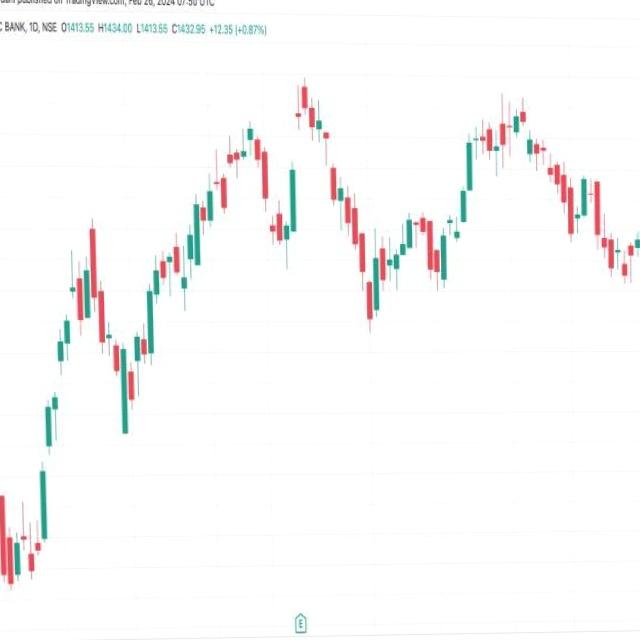 published on TradingView.com, Feb 26, 2024 07:50 UTC
C BANK, 1D, NSE O1413.55 H1434.00 L1413.55 C1432.95 +12.35 (+0.87%)
E